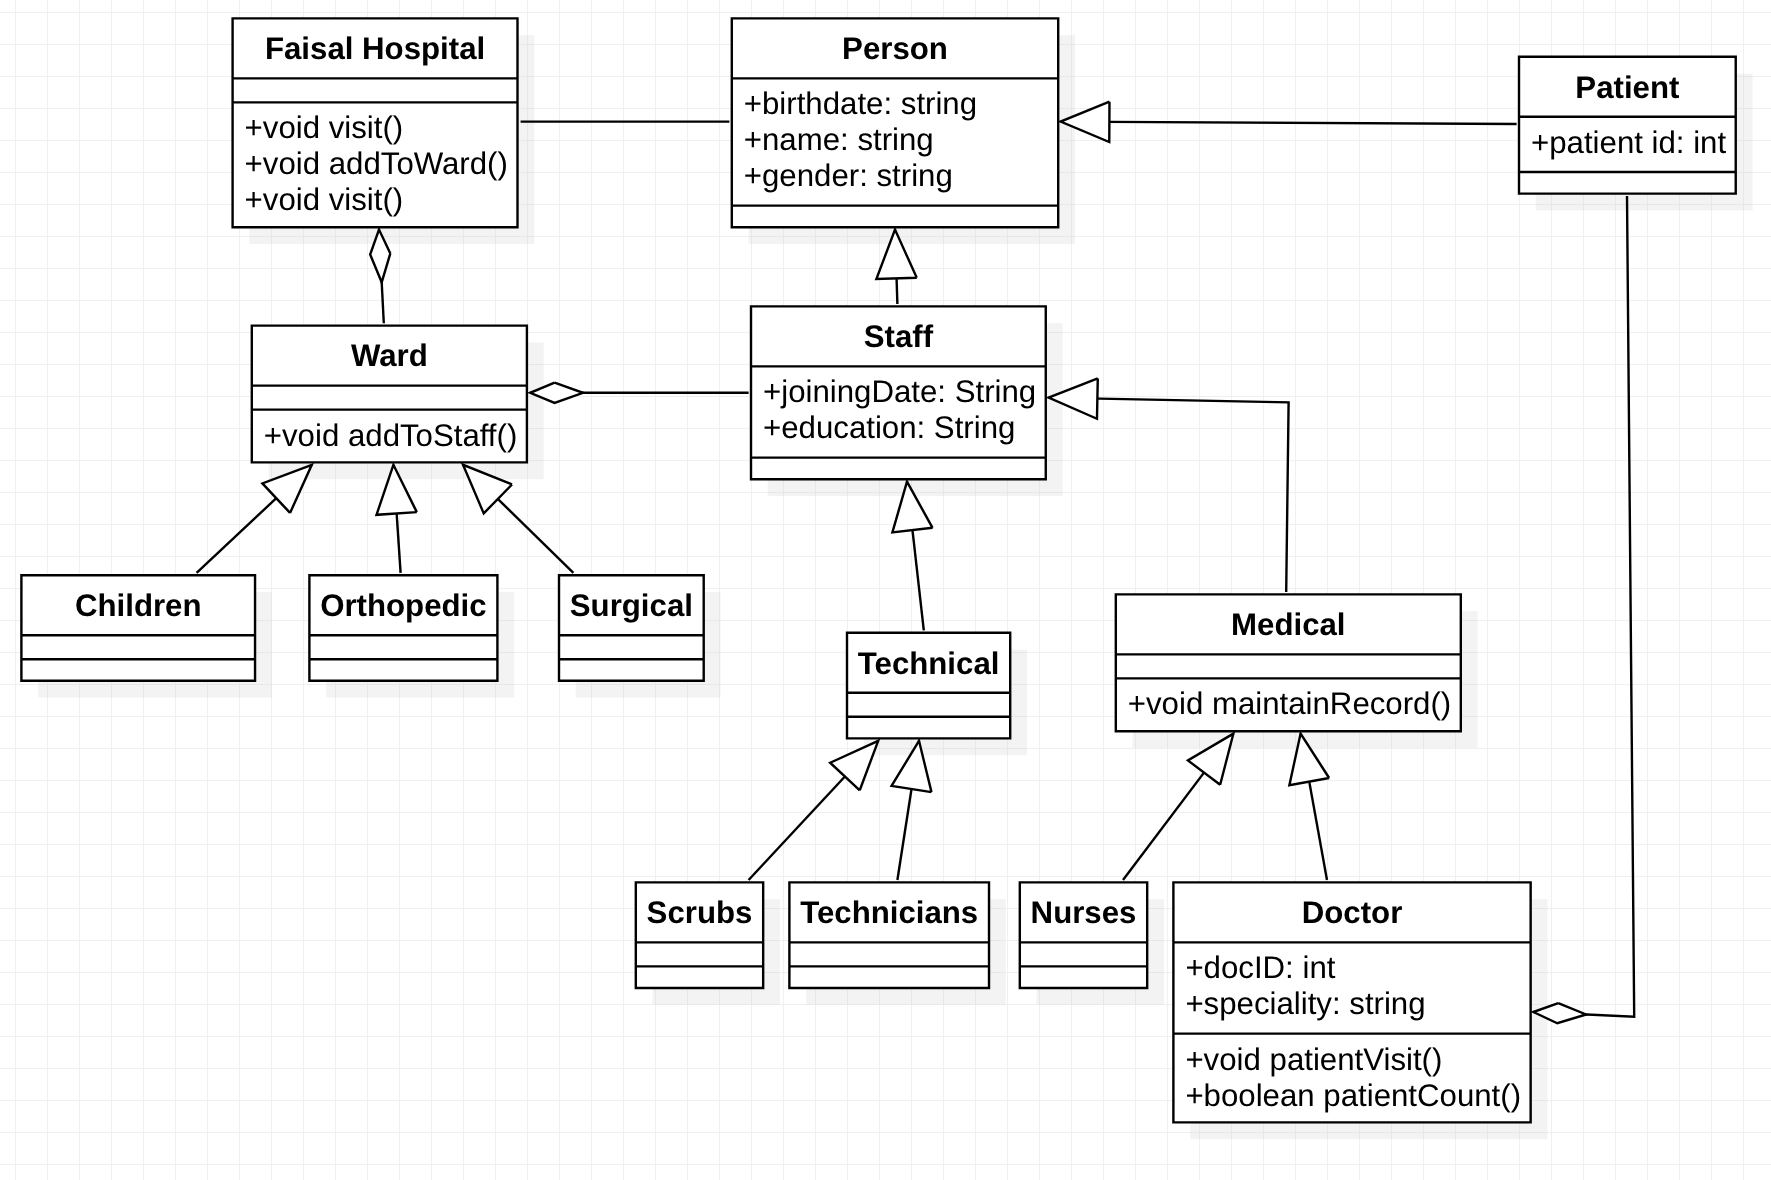 Faisal Hospital
+void visit()
+void addToWard()
+void visit()
Person
+birthdate: string
+name: string
+gender: string
Patient
+patient id: int
Ward
+void addToStaff()
Staff
+joiningDate: String
+education: String
Children
Orthopedic
Surgical
Technical
Medical
+void maintainRecord()
Scrubs
Technicians
Nurses
Doctor
+docID: int
+speciality: string
+void patientVisit()
+boolean patientCount()